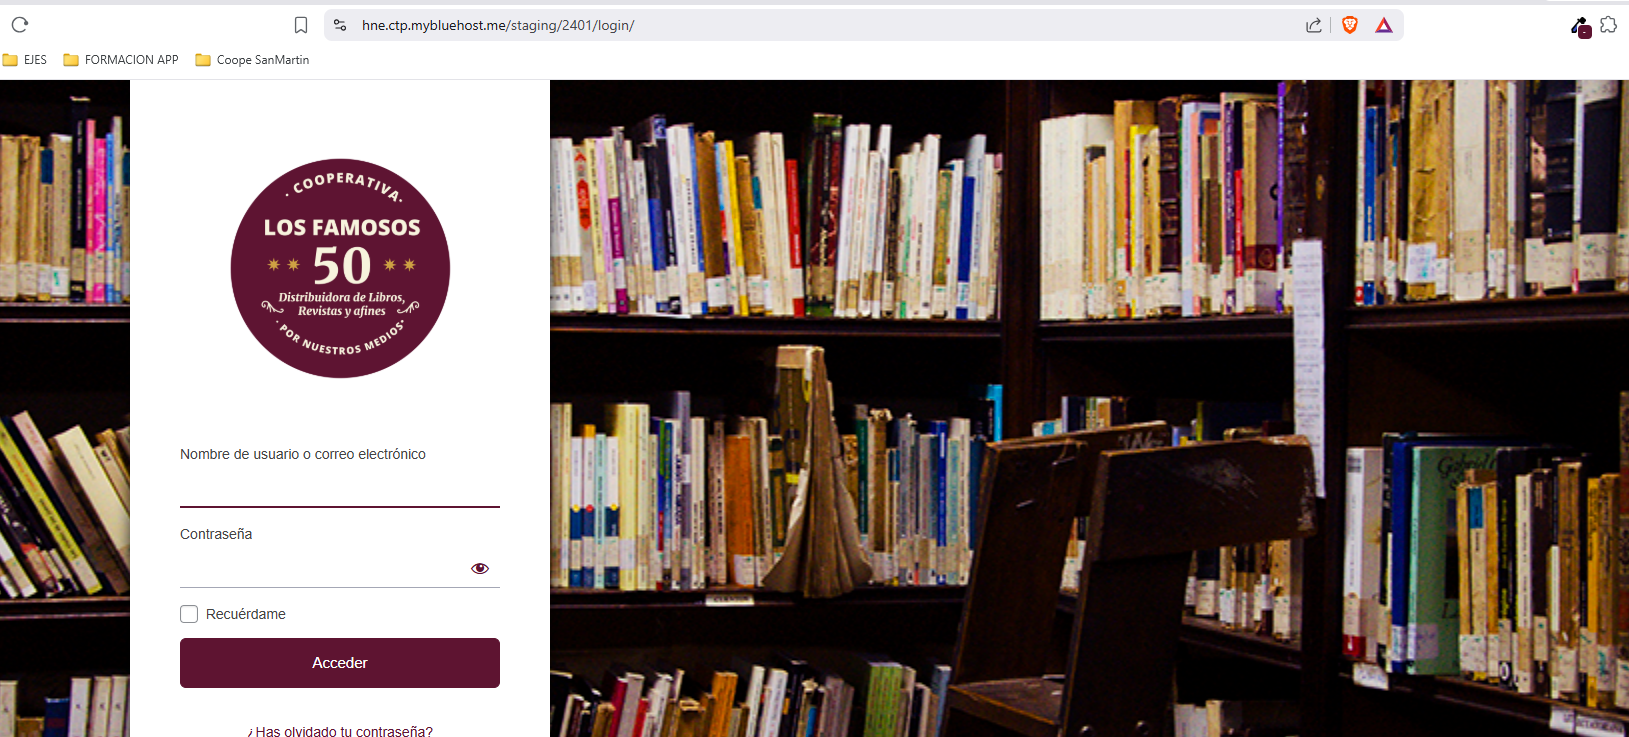 hne.ctp.mybluehost.me/staging/2401/login/
EJES
FORMACION APP
Coope SanMartin
· COOPERATIVA·
LOS FAMOSOS
50
Distribuidora de Libros,
Revistas y afines
· POR NUESTROS MEDIOS·
Nombre de usuario o correo electrónico
Contraseña
Recuérdame
Acceder
¿Has olvidado tu contraseña?